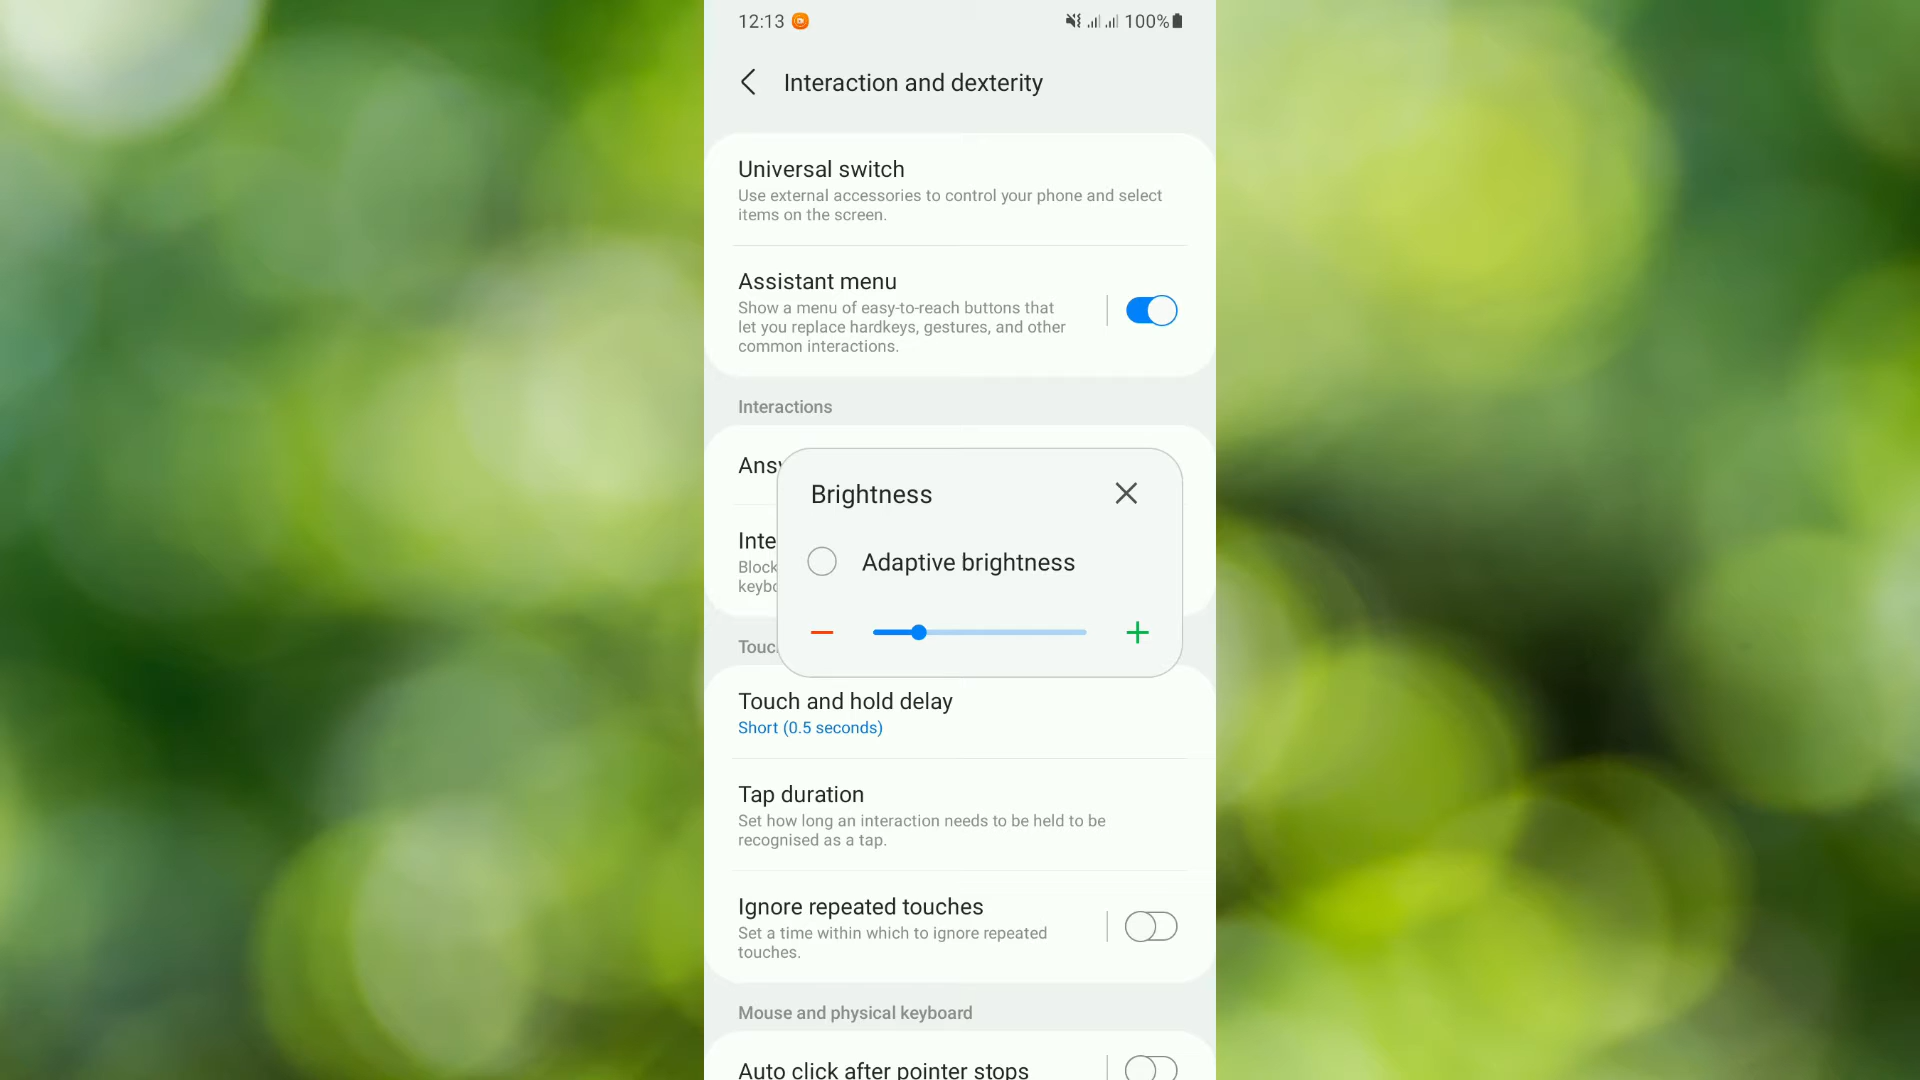 12:13
100%
Interaction and dexterity
Universal switch
Use external accessories to control your phone and select
items on the screen.
Assistant menu
Show a menu of easy-to-reach buttons that
let you replace hardkeys, gestures, and other
common interactions.
Interactions
Brightness
Adaptive brightness
Touch and hold delay
Short (0.5 seconds)
Tap duration
Set how long an interaction needs to be held to be
recognised as a tap.
Ignore repeated touches
Set a time within which to ignore repeated
touches.
Mouse and physical keyboard
Auto click after pointer stops